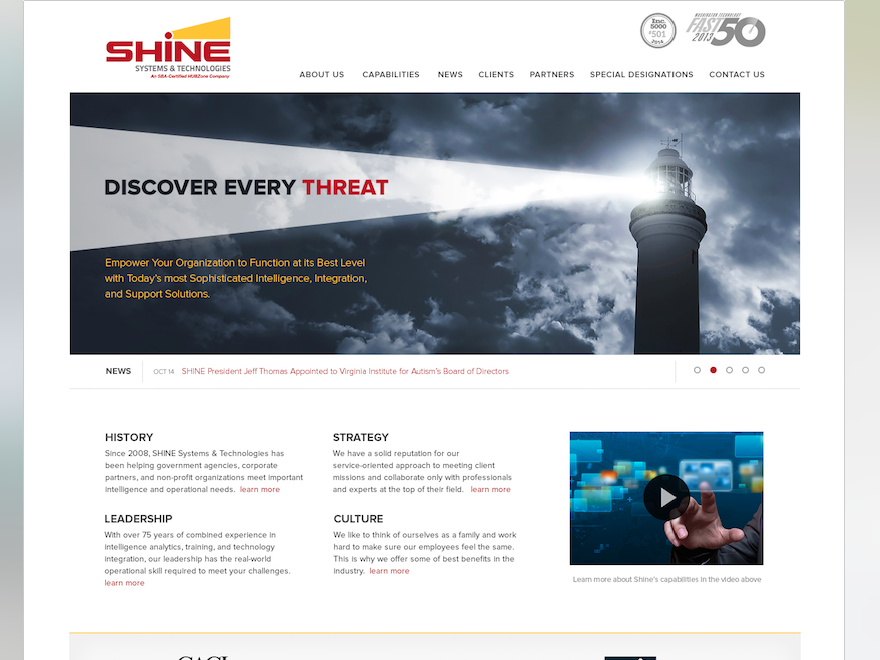 SHINE
SYSTEMS & TECHNOLOGIES
An SBA-Certified HUBZone Company
Inc.
5000
#501
2014
WASHINGTON TECHNOLOGY
FAST 50
2013
ABOUT US CAPABILITIES NEWS CLIENTS PARTNERS SPECIAL DESIGNATIONS CONTACT US
DISCOVER EVERY THREAT
Empower Your Organization to Function at its Best Level
with Today's most Sophisticated Intelligence, Integration,
and Support Solutions.
NEWS OCT 14 SHINE President Jeff Thomas Appointed to Virginia Institute for Autism's Board of Directors
HISTORY
Since 2008, SHINE Systems & Technologies has
been helping government agencies, corporate
partners, and non-profit organizations meet important
intelligence and operational needs. learn more
STRATEGY
We have a solid reputation for our
service-oriented approach to meeting client
missions and collaborate only with professionals
and experts at the top of their field. learn more
LEADERSHIP
With over 75 years of combined experience in
intelligence analytics, training, and technology
integration, our leadership has the real-world
operational skill required to meet your challenges.
learn more
CULTURE
We like to think of ourselves as a family and work
hard to make sure our employees feel the same.
This is why we offer some of best benefits in the
industry. learn more
Learn more about Shine's capabilities in the video above
CACI